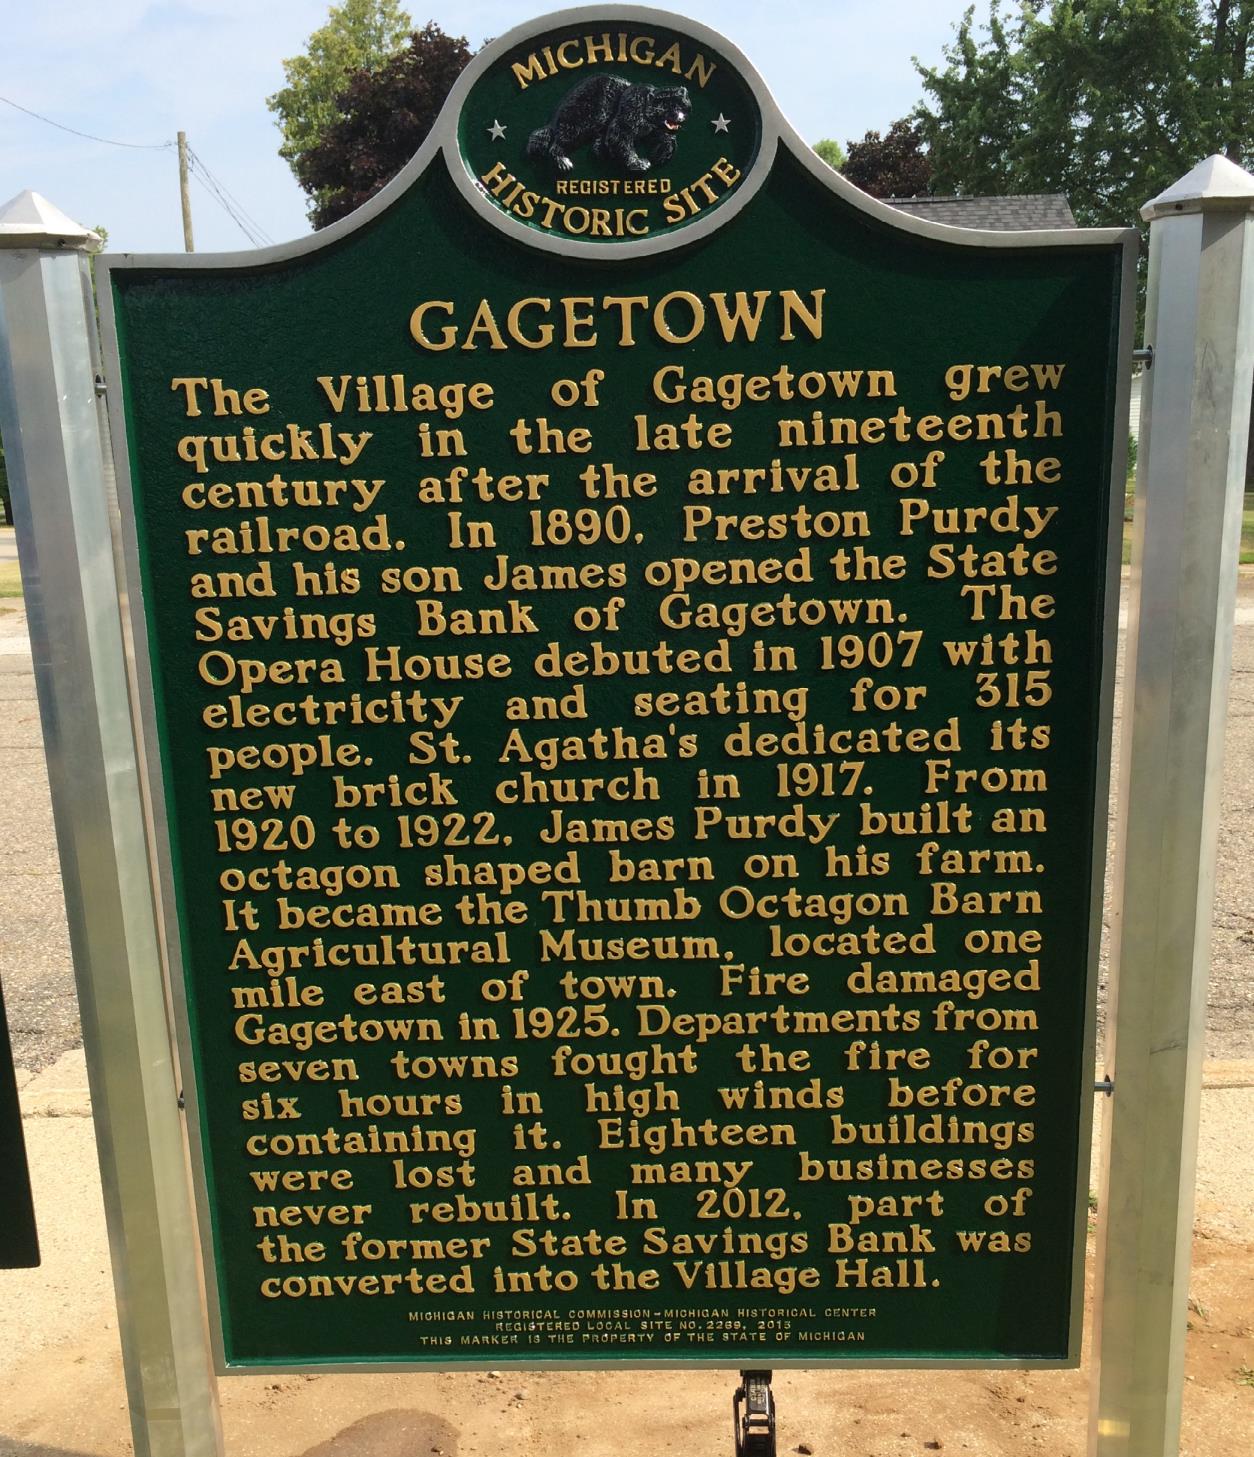 MICHIGAN
REGISTERED
HISTORIC SITE
GAGETOWN
The Village of Gagetown grew
quickly in the late nineteenth
century after the arrival of the
railroad. In 1890, Preston Purdy
and his son James opened the State
Savings Bank of Gagetown. The
Opera House debuted in 1907 with
electricity and seating for 315
people. St. Agatha's dedicated its
new brick church in 1917. From
1920 to 1922, James Purdy built an
octagon shaped barn on his farm.
It became the Thumb Octagon Barn
Agricultural Museum, located one
mile east of town. Fire damaged
Gagetown in 1925. Departments from
seven towns fought the fire for
six hours in high winds before
containing it. Eighteen buildings
were lost and many businesses
never rebuilt. In 2012, part of
the former State Savings Bank was
converted into the Village Hall.
MICHIGAN HISTORICAL COMMISSION–MICHIGAN HISTORICAL CENTER
REGISTERED LOCAL SITE NO. 2269, 2015
THIS MARKER IS THE PROPERTY OF THE STATE OF MICHIGAN